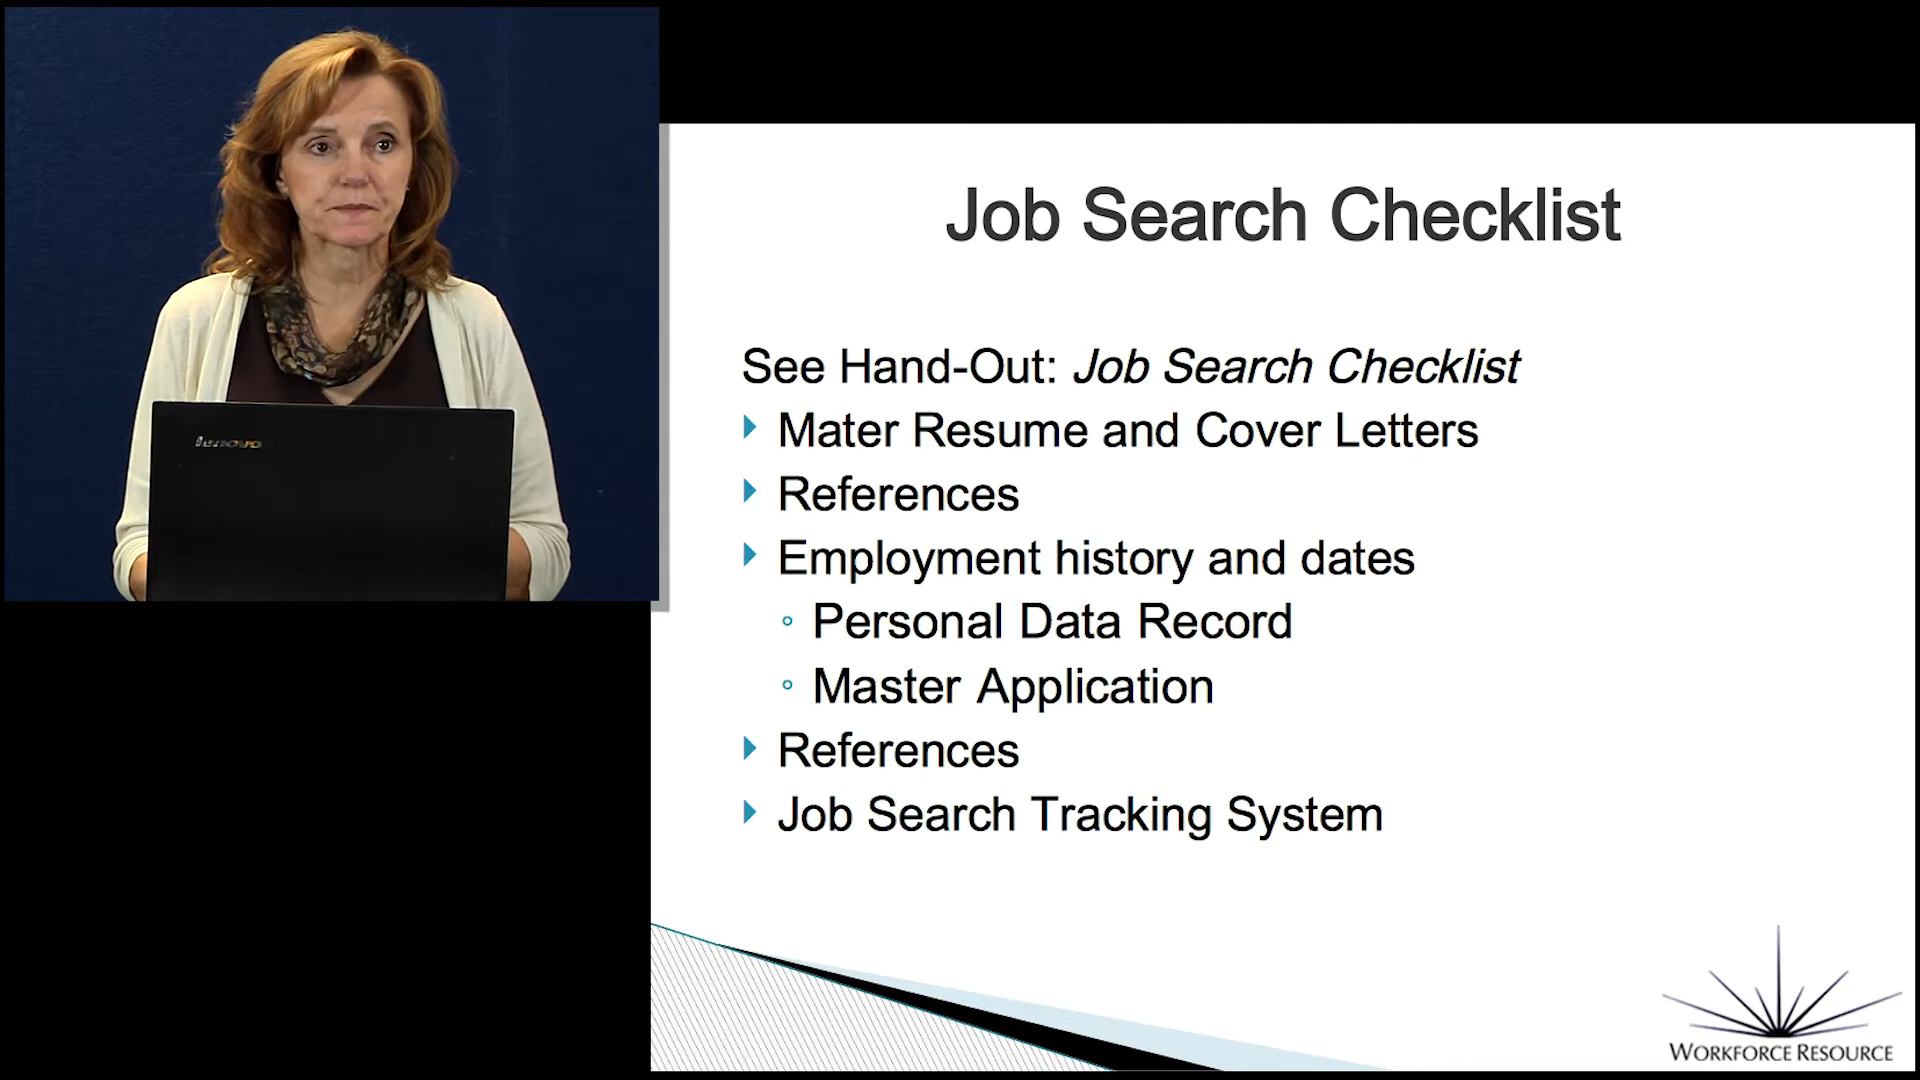 lenovo
Job Search Checklist
See Hand-Out: Job Search Checklist
Mater Resume and Cover Letters
References
Employment history and dates
Personal Data Record
Master Application
References
Job Search Tracking System
WORKFORCE RESOURCE